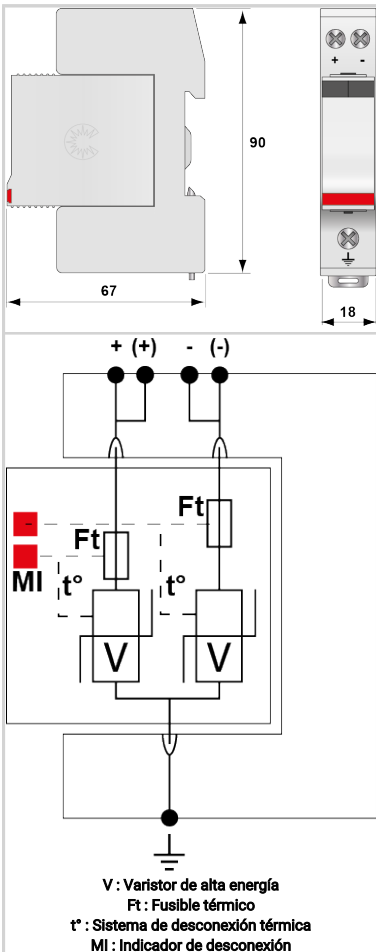 + -
90
67
18
+ (+) - (-)
-
Ft
Ft
MI
t°
t°
V
V
V : Varistor de alta energía
Ft : Fusible térmico
t° : Sistema de desconexión térmica
MI : Indicador de desconexión